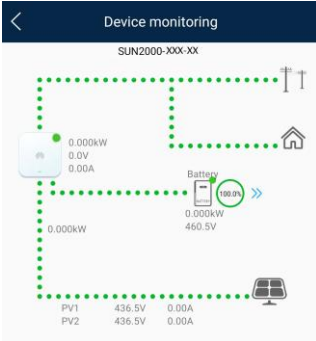 Device monitoring
SUN2000-XXX-XX
0.000kW
0.0V
0.00A
Battery
100.0%
0.000kW
460.5V
0.000kW
PV1 436.5V 0.00A
PV2 436.5V 0.00A